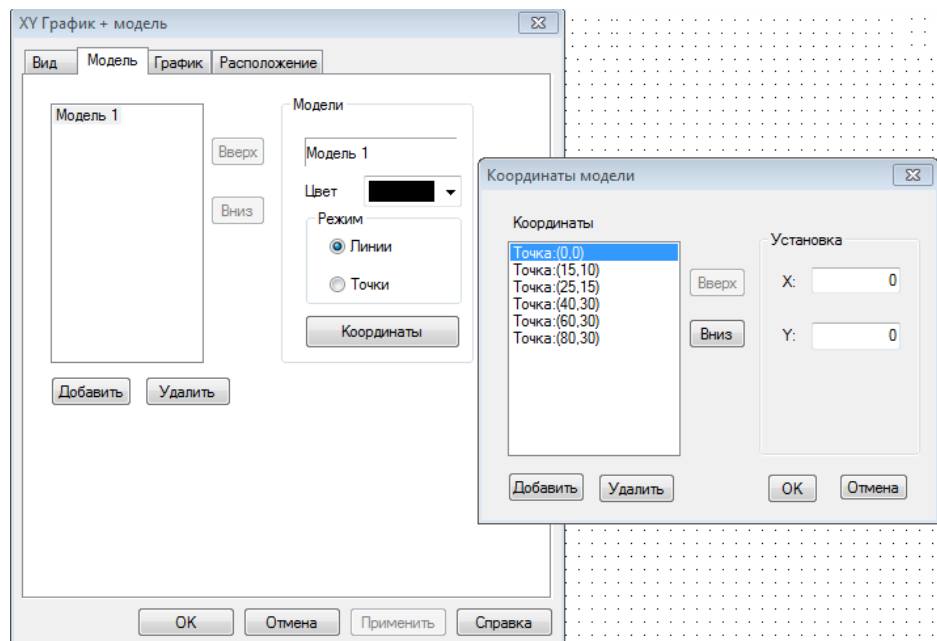 XY График + модель
Вид Модель График Расположение
Модель 1
Вверх
Вниз
Модели
Модель 1
Цвет
Режим
Линии
Точки
Координаты
Добавить Удалить
OK Отмена Применить Справка
Координаты модели
Координаты
Точка:(0,0)
Точка:(15,10)
Точка:(25,15)
Точка:(40,30)
Точка:(60,30)
Точка:(80,30)
Вверх
Вниз
Установка
X: 0
Y: 0
Добавить Удалить
OK Отмена